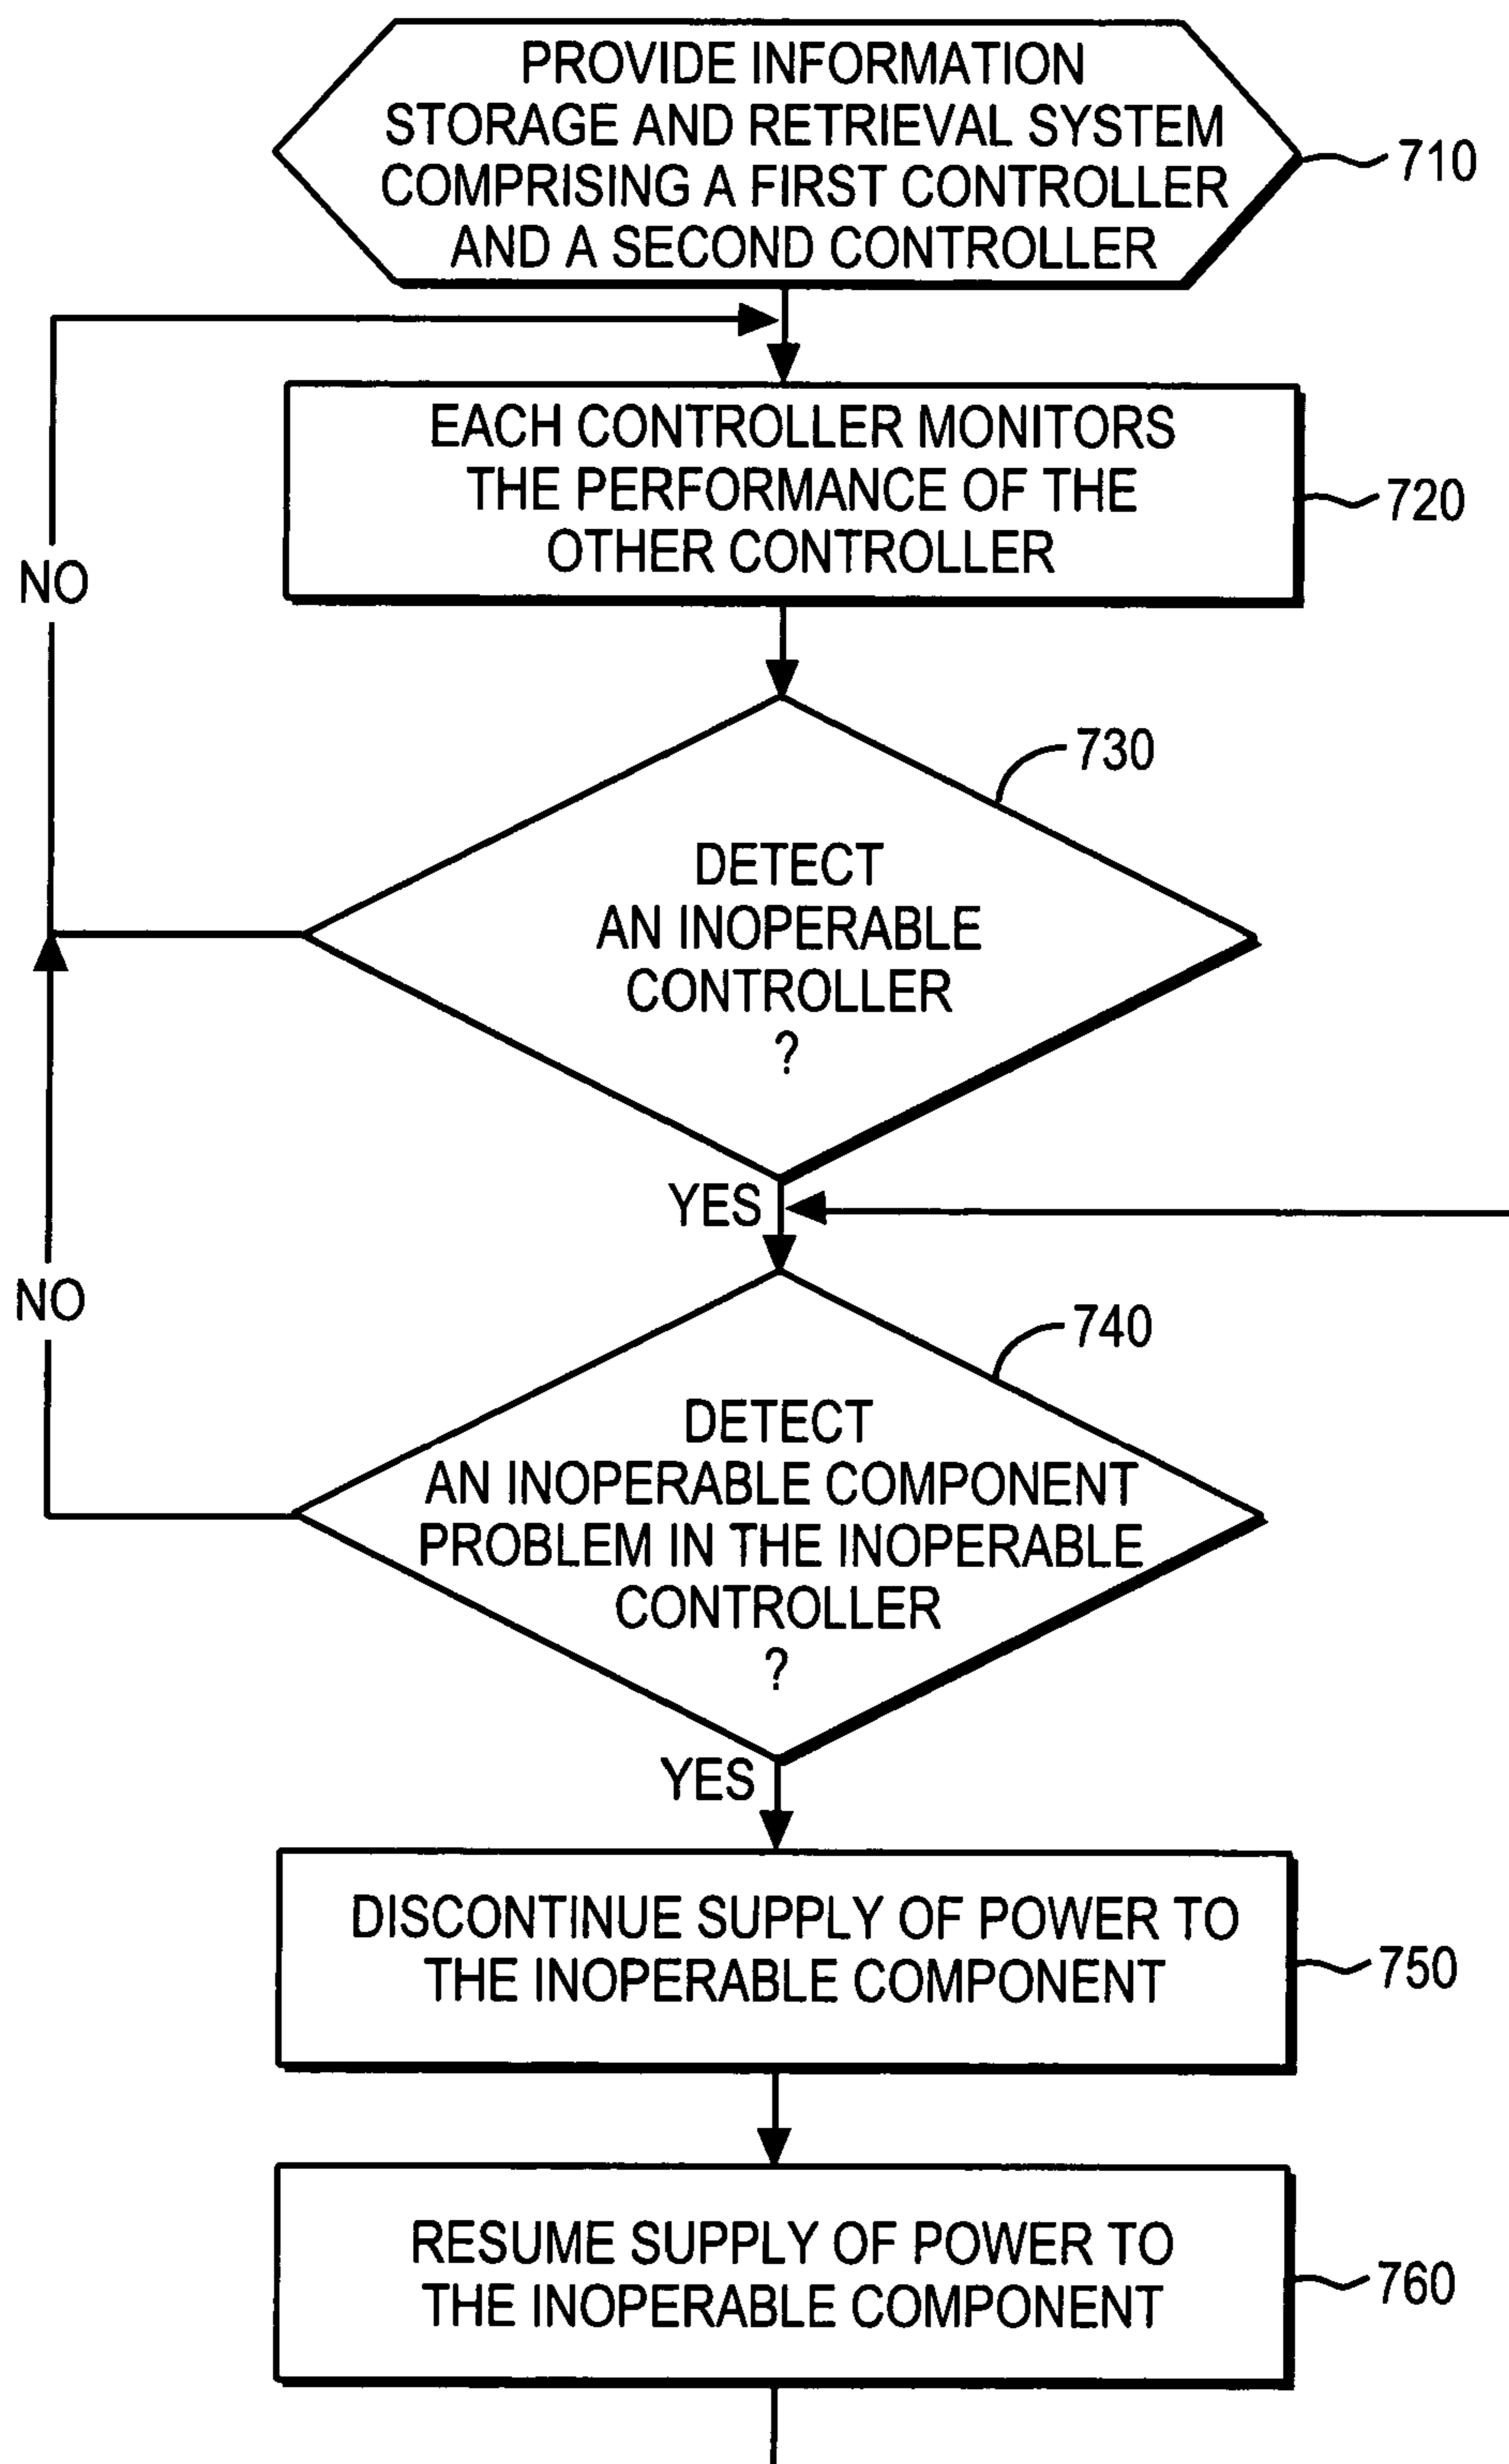 PROVIDE INFORMATION
STORAGE AND RETRIEVAL SYSTEM
COMPRISING A FIRST CONTROLLER
AND A SECOND CONTROLLER
710
EACH CONTROLLER MONITORS
THE PERFORMANCE OF THE
OTHER CONTROLLER
720
NO
730
DETECT
AN INOPERABLE
CONTROLLER
?
YES
NO
740
DETECT
AN INOPERABLE COMPONENT
PROBLEM IN THE INOPERABLE
CONTROLLER
?
YES
DISCONTINUE SUPPLY OF POWER TO
THE INOPERABLE COMPONENT
750
RESUME SUPPLY OF POWER TO
THE INOPERABLE COMPONENT
760